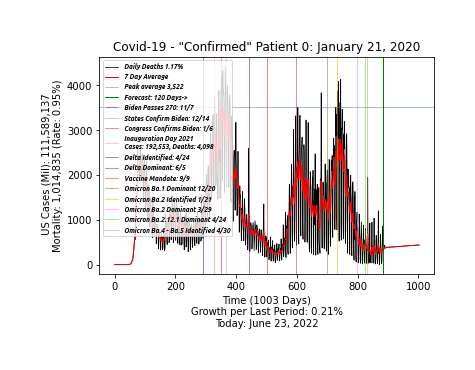 Covid-19 - "Confirmed" Patient 0: January 21, 2020
US Cases (Mil): 111,589,137
Mortality: 1,014,835 (Rate: 0.95%)
4000
3000
2000
1000
0
Daily Deaths 1.17%
7 Day Average
Peak average 3,522
Forecast: 120 Days->
Biden Passes 270: 11/7
States Confirm Biden: 12/14
Congress Confirms Biden: 1/6
Inauguration Day 2021
Cases: 192,553, Deaths: 4,098
Delta Identified: 4/24
Delta Dominant: 6/5
Vaccine Mandate: 9/9
Omicron Ba.1 Dominant 12/20
Omicron Ba.2 Identified 1/21
Omicron Ba.2 Dominant 3/29
Omicron Ba.2.12.1 Dominant 4/24
Omicron Ba.4-Ba.5 Identified 4/30
0 200 400 600 800 1000
Time (1003 Days)
Growth per Last Period: 0.21%
Today: June 23, 2022